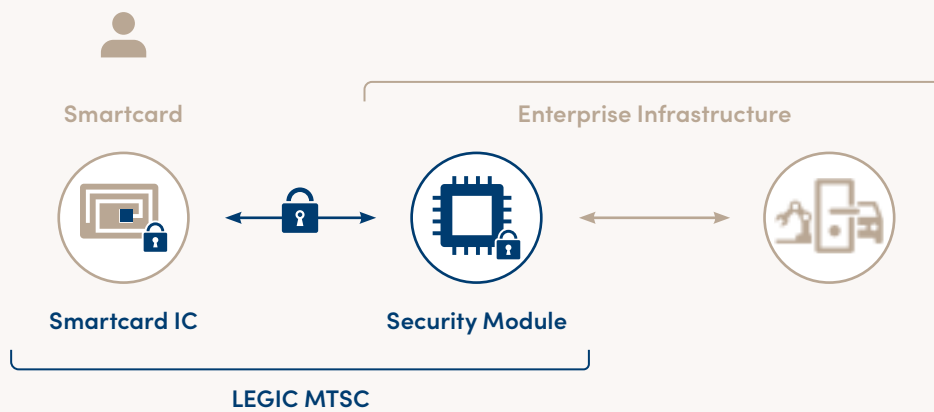 Smartcard
Enterprise Infrastructure
Smartcard IC
Security Module
LEGIC MTSC